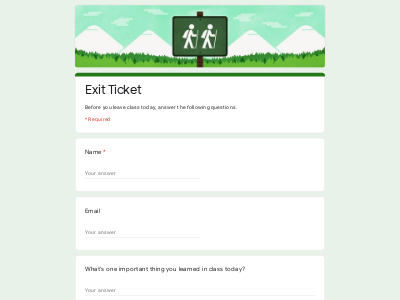 Exit Ticket
Before you leave class today, answer the following questions.
* Required
Name *
Your answer
Email
Your answer
What's one important thing you learned in class today?
Your answer